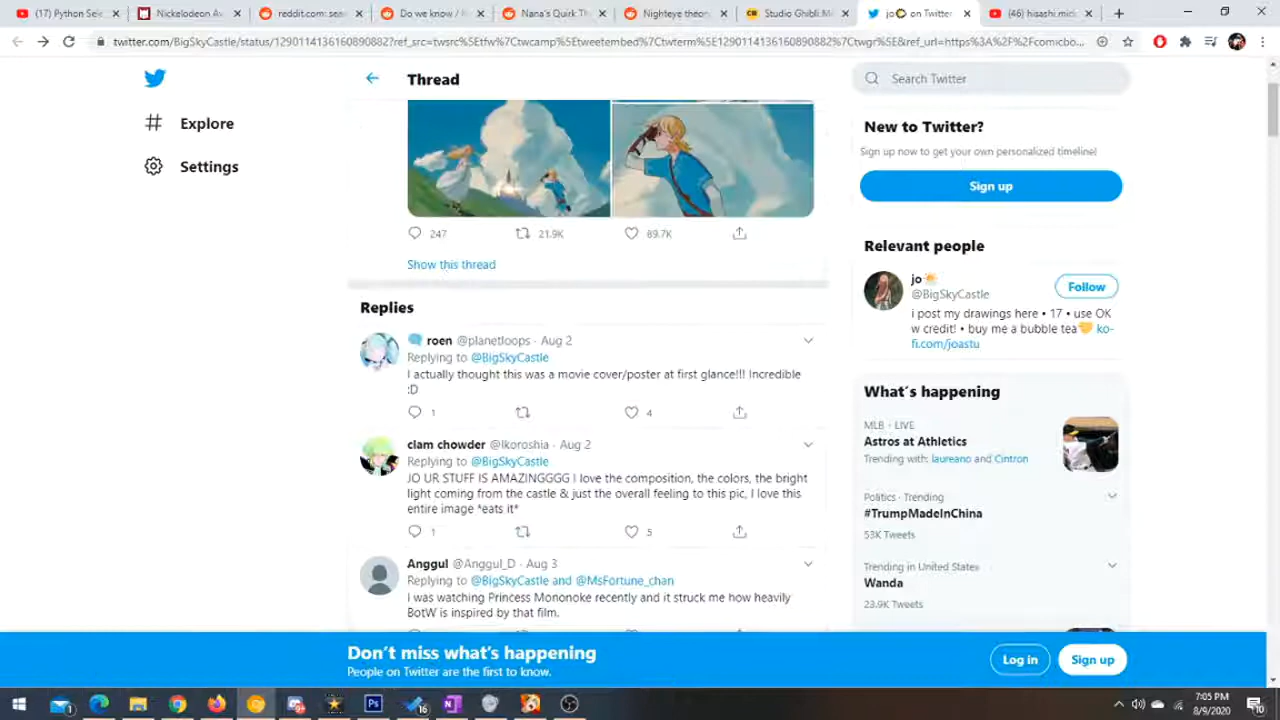 (17) Python Se
Nickelodeon Av
reddit.com: sea
Do we know / R
Nana's Quirk Th
Nighteye theor
Studio Ghibli M
jo on Twitter
(46) hisashi mid
twitter.com/BigSkyCastle/status/1290114136160890882?ref_src=twsrc%5Etfw%7Ctwcamp%5Etweetembed%7Ctwterm%5E1290114136160890882%7Ctwgr%5E&ref_url=https%3A%2F%2Fcomicbo...
Explore
Settings
Thread
247
21.9K
89.7K
Show this thread
Replies
roen @planetloops · Aug 2
Replying to @BigSkyCastle
I actually thought this was a movie cover/poster at first glance!!! Incredible
:D
1
4
clam chowder @lkoroshia · Aug 2
Replying to @BigSkyCastle
JO UR STUFF IS AMAZINGGGG I love the composition, the colors, the bright
light coming from the castle & just the overall feeling to this pic, I love this
entire image *eats it*
1
5
Anggul @Anggul_D · Aug 3
Replying to @BigSkyCastle and @MsFortune_chan
I was watching Princess Mononoke recently and it struck me how heavily
BotW is inspired by that film.
Search Twitter
New to Twitter?
Sign up now to get your own personalized timeline!
Sign up
Relevant people
jo
@BigSkyCastle
Follow
i post my drawings here • 17 • use OK
w credit! • buy me a bubble tea ko-
fi.com/joastu
What's happening
MLB · LIVE
Astros at Athletics
Trending with: laureano and Cintron
Politics · Trending
#TrumpMadeInChina
53K Tweets
Trending in United States
Wanda
23.9K Tweets
Don't miss what's happening
People on Twitter are the first to know.
Log in
Sign up
16
7:05 PM
8/9/2020
10